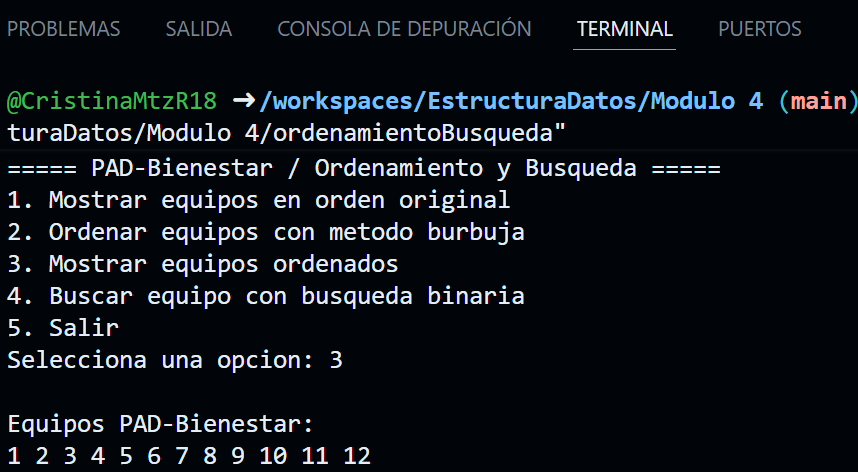 PROBLEMAS SALIDA CONSOLA DE DEPURACIÓN TERMINAL PUERTOS
@CristinaMtzR18 ➜ /workspaces/EstructuraDatos/Modulo 4 (main)
turaDatos/Modulo 4/ordenamientoBusqueda"
===== PAD-Bienestar / Ordenamiento y Busqueda =====
1. Mostrar equipos en orden original
2. Ordenar equipos con metodo burbuja
3. Mostrar equipos ordenados
4. Buscar equipo con busqueda binaria
5. Salir
Selecciona una opcion: 3
Equipos PAD-Bienestar:
1 2 3 4 5 6 7 8 9 10 11 12